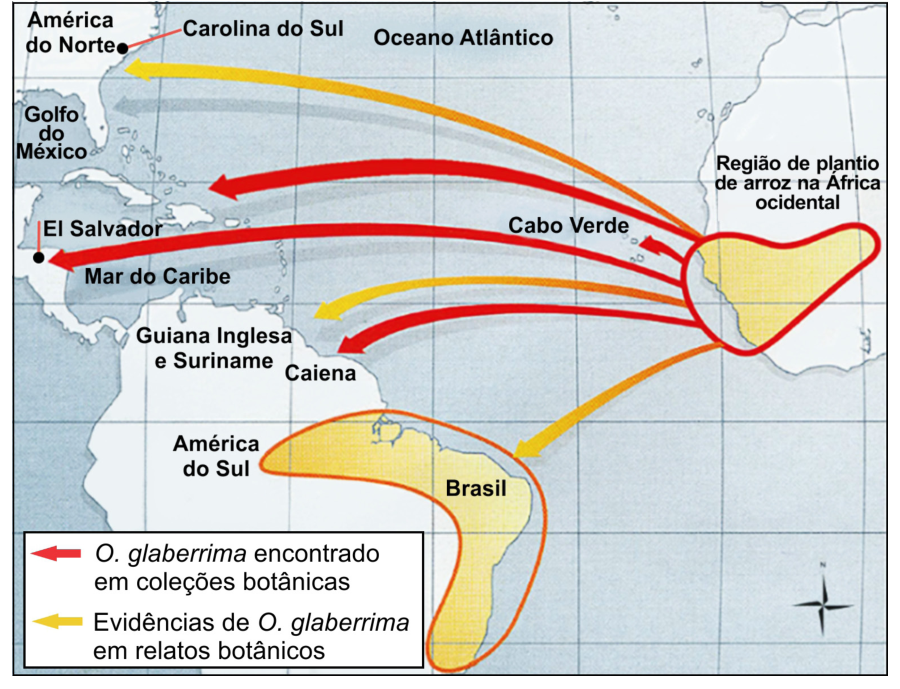 América
do Norte
Carolina do Sul
Oceano Atlântico
Golfo
do
México
Região de plantio
de arroz na África
ocidental
El Salvador
Cabo Verde
Mar do Caribe
Guiana Inglesa
e Suriname
Caiena
América
do Sul
Brasil
O. glaberrima encontrado
em coleções botânicas
Evidências de O. glaberrima
em relatos botânicos
N